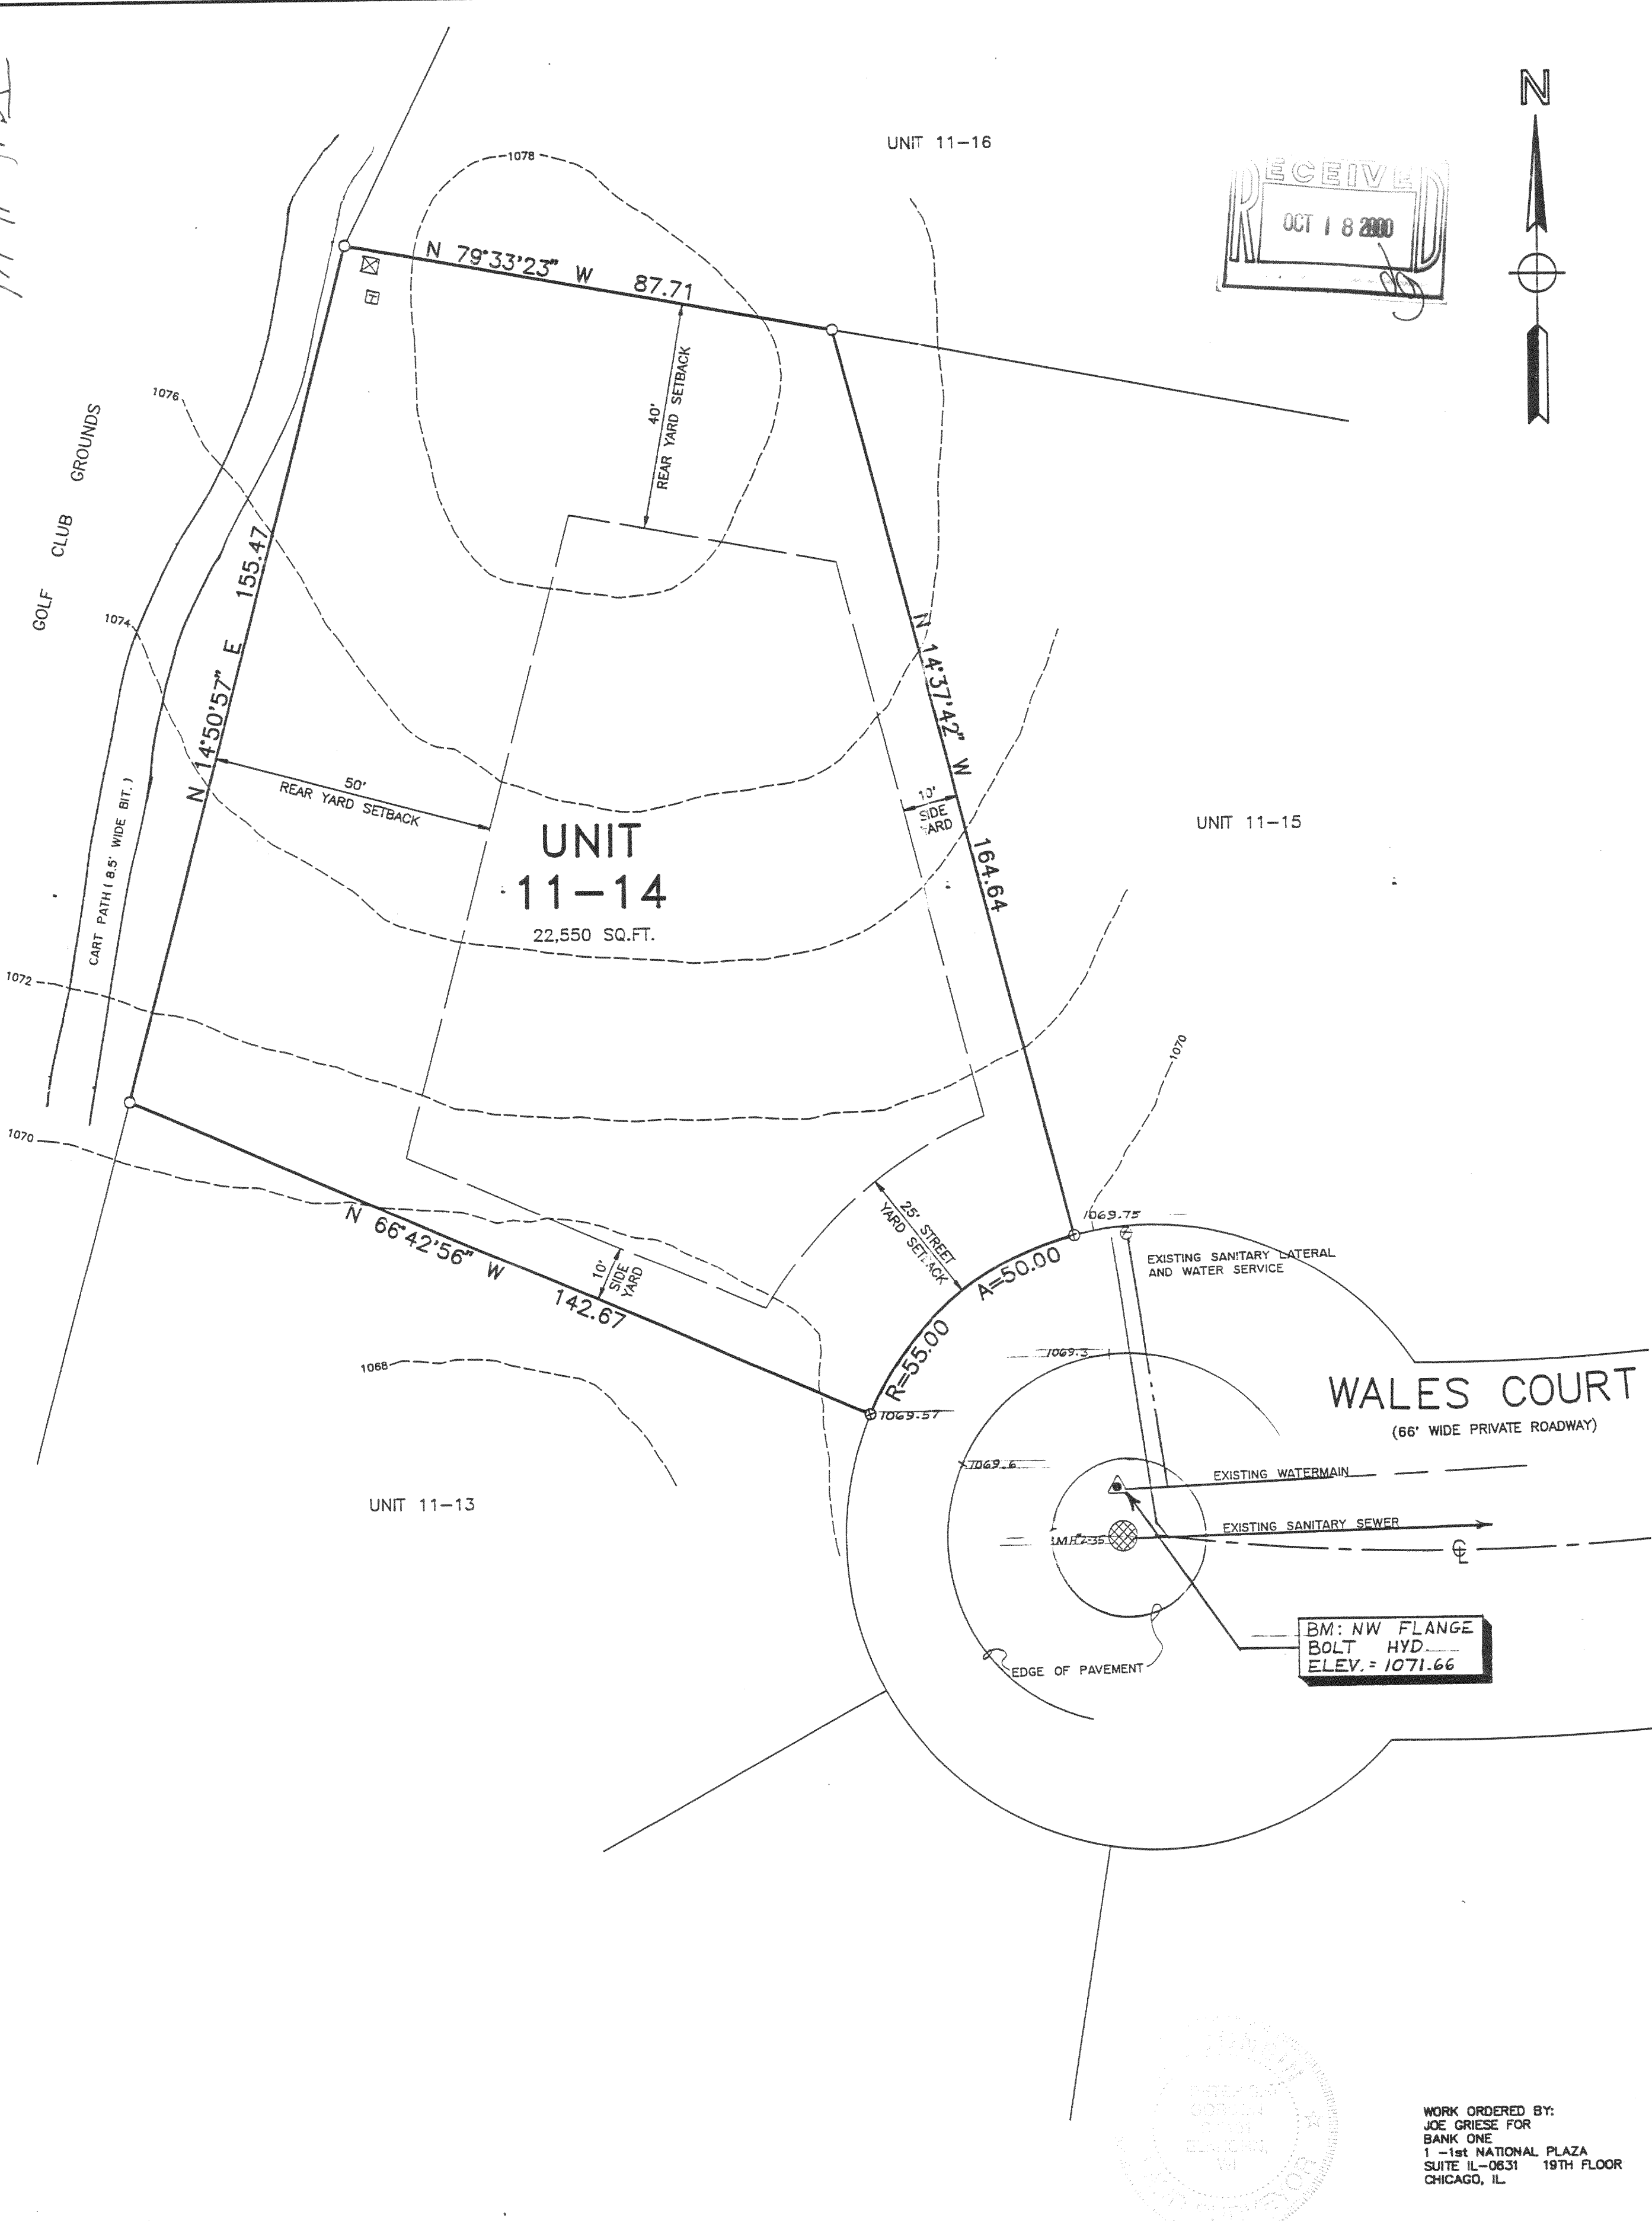 N
UNIT 11-16
RECEIVED
OCT 18 2000
1078
N 79°33'23" W 87.71
40'
REAR YARD SETBACK
1076
GOLF CLUB GROUNDS
155.47
N 14°50'57" E
1074
N 14°37'42" W
164.64
50'
REAR YARD SETBACK
10'
SIDE
YARD
UNIT 11-15
CART PATH ( 8.5' WIDE BIT. )
UNIT
11-14
22,550 SQ.FT.
1072
1070
1070
N 66°42'56" W
142.67
10'
SIDE
YARD
25' STREET
YARD SETBACK
1069.75
EXISTING SANITARY LATERAL
AND WATER SERVICE
A=50.00
R=55.00
1069.3
1068
1069.57
WALES COURT
(66' WIDE PRIVATE ROADWAY)
1069.6
EXISTING WATERMAIN
UNIT 11-13
EXISTING SANITARY SEWER
BM: NW FLANGE
BOLT HYD.
ELEV. = 1071.66
EDGE OF PAVEMENT
WORK ORDERED BY:
JOE GRIESE FOR
BANK ONE
1 -1st NATIONAL PLAZA
SUITE IL-0631 19TH FLOOR
CHICAGO, IL